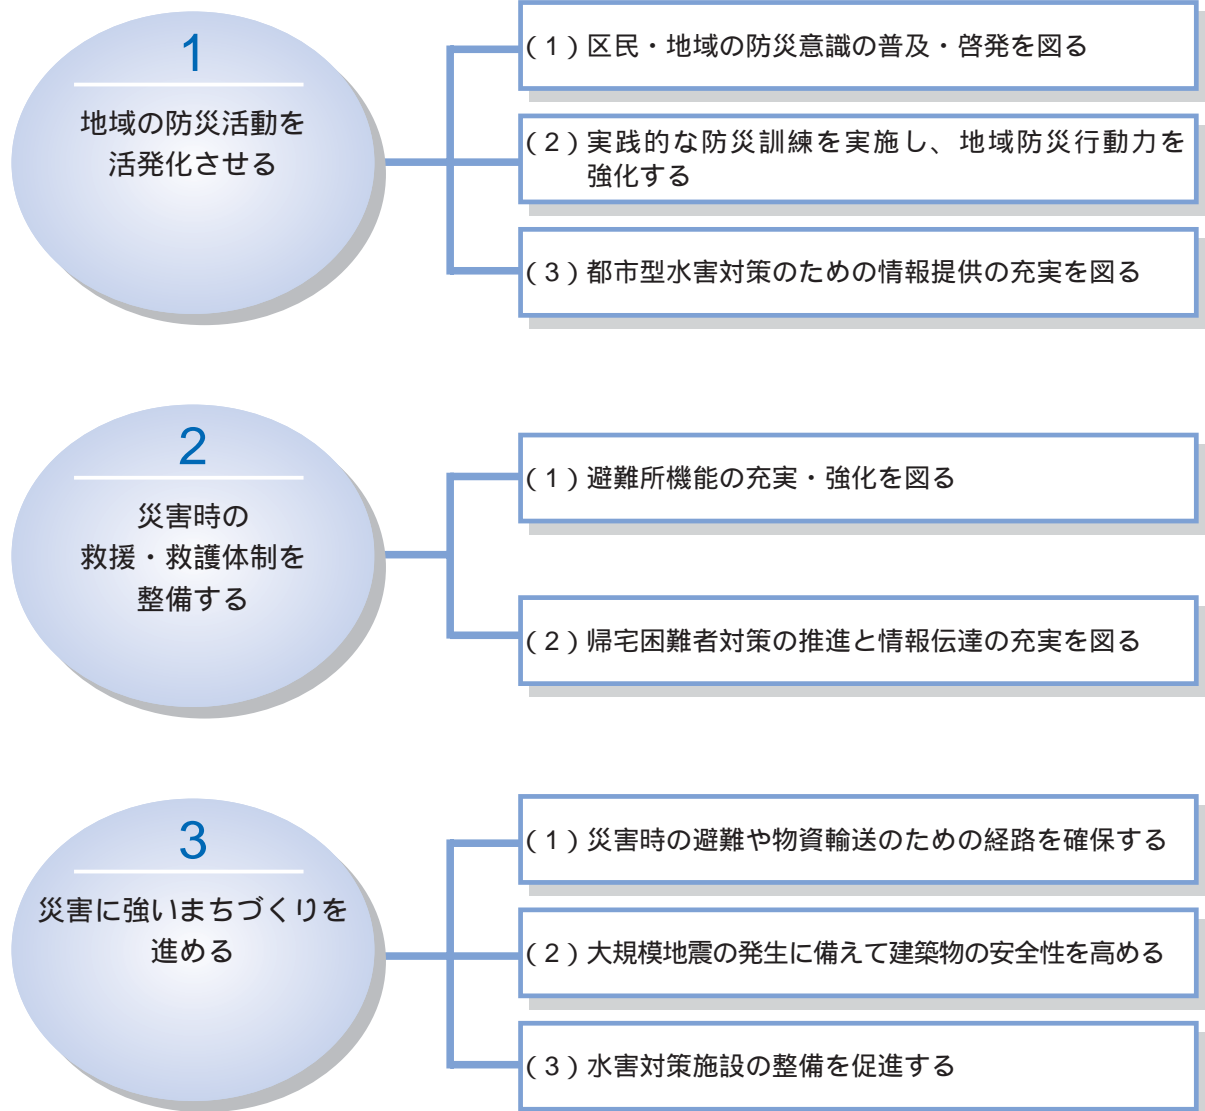 1
地域の防災活動を
活発化させる
(1)区民・地域の防災意識の普及・啓発を図る
(2)実践的な防災訓練を実施し、地域防災行動力を
強化する
(3)都市型水害対策のための情報提供の充実を図る
2
災害時の
救援・救護体制を
整備する
(1)避難所機能の充実・強化を図る
(2)帰宅困難者対策の推進と情報伝達の充実を図る
3
災害に強いまちづくりを
進める
(1)災害時の避難や物資輸送のための経路を確保する
(2)大規模地震の発生に備えて建築物の安全性を高める
(3)水害対策施設の整備を促進する